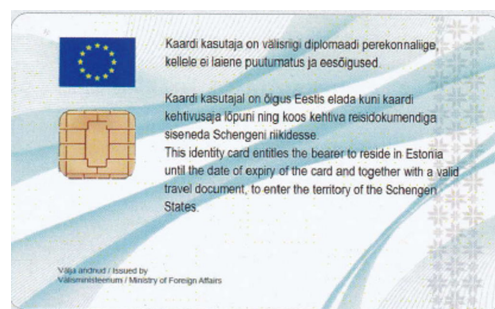 Kaardi kasutaja on välisriigi diplomaadi perekonnaliige,
kellele ei laiene puutumatus ja eesõigused.
Kaardi kasutajal on õigus Eestis elada kuni kaardi
kehtivusaja lõpuni ning koos kehtiva reisidokumendiga
siseneda Schengeni riikidesse.
This identity card entitles the bearer to reside in Estonia
until the date of expiry of the card and together with a valid
travel document, to enter the territory of the Schengen
States.
Välja andnud / Issued by
Välisministeerium / Ministry of Foreign Affairs